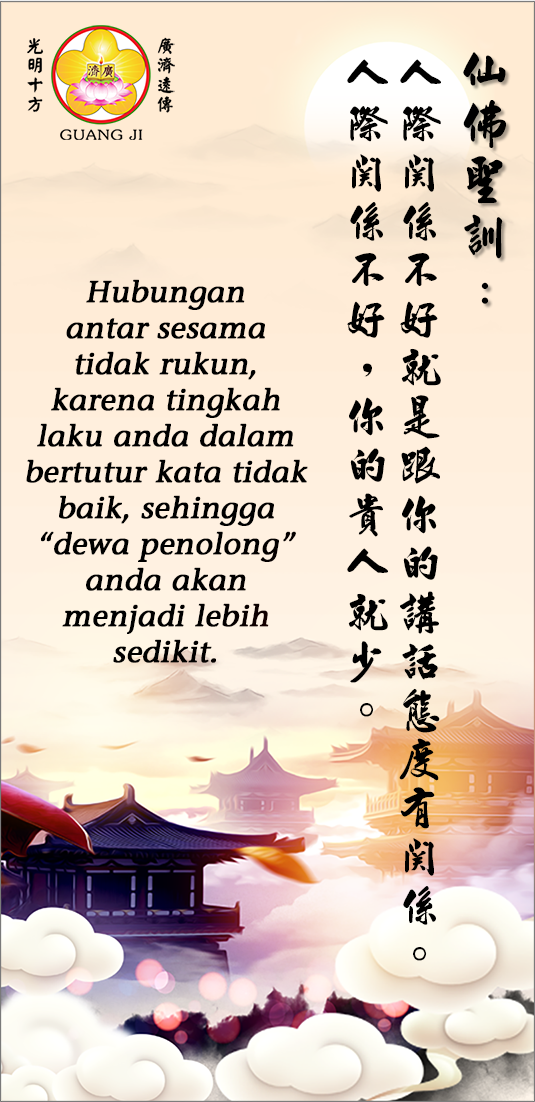 廣濟遠傳
光明十方
廣濟
GUANG JI
仙佛聖訓：
人際関係不好就是跟你的講話態度有関係。
人際関係不好，你的貴人就少。
Hubungan
antar sesama
tidak rukun,
karena tingkah
laku anda dalam
bertutur kata tidak
baik, sehingga
“dewa penolong”
anda akan
menjadi lebih
sedikit.